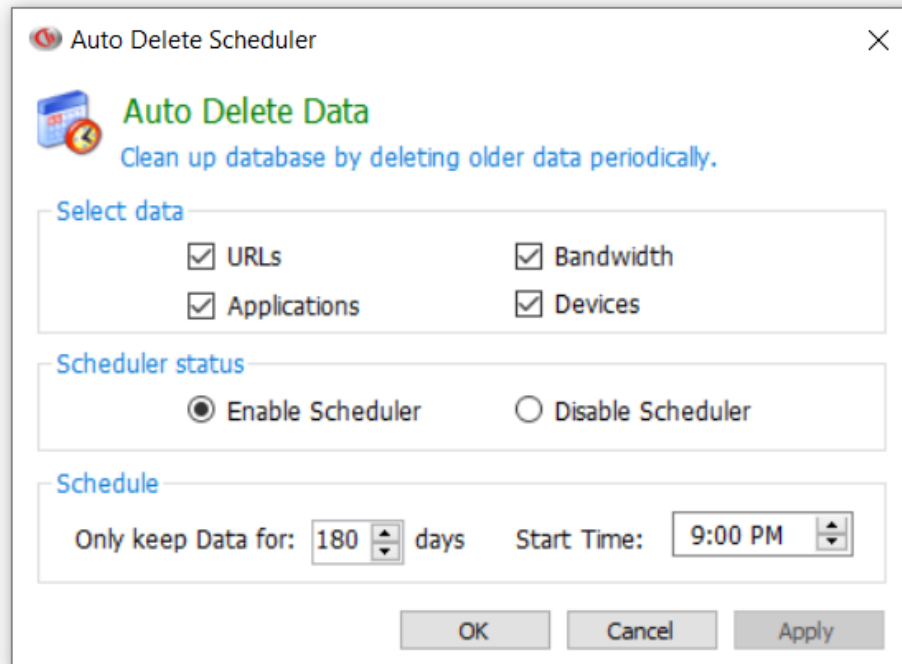 Auto Delete Scheduler
Auto Delete Data
Clean up database by deleting older data periodically.
Select data
URLs Bandwidth
Applications Devices
Scheduler status
Enable Scheduler Disable Scheduler
Schedule
Only keep Data for: 180 days Start Time: 9:00 PM
OK Cancel Apply